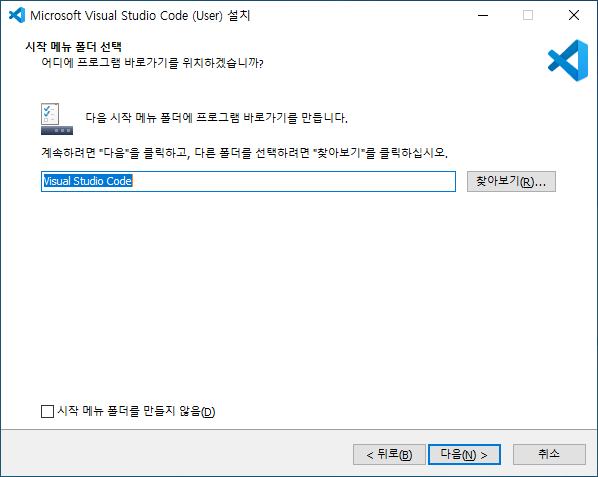 Microsoft Visual Studio Code (User) 설치
시작 메뉴 폴더 선택
어디에 프로그램 바로가기를 위치하겠습니까?
다음 시작 메뉴 폴더에 프로그램 바로가기를 만듭니다.
계속하려면 "다음"을 클릭하고, 다른 폴더를 선택하려면 "찾아보기"를 클릭하십시오.
Visual Studio Code
찾아보기(R)...
시작 메뉴 폴더를 만들지 않음(D)
< 뒤로(B)
다음(N) >
취소